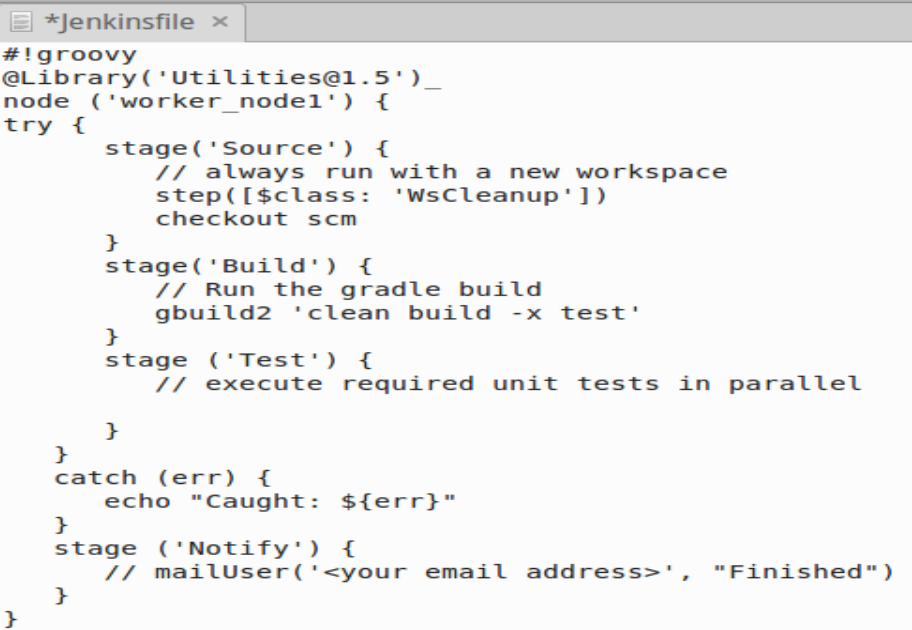 *Jenkinsfile ×
#!groovy
@Library('Utilities@1.5')_
node ('worker_node1') {
try {
      stage('Source') {
         // always run with a new workspace
         step([$class: 'WsCleanup'])
         checkout scm
      }
      stage('Build') {
         // Run the gradle build
         gbuild2 'clean build -x test'
      }
      stage ('Test') {
         // execute required unit tests in parallel

      }
   }
   catch (err) {
      echo "Caught: ${err}"
   }
   stage ('Notify') {
      // mailUser('<your email address>', "Finished")
   }
}